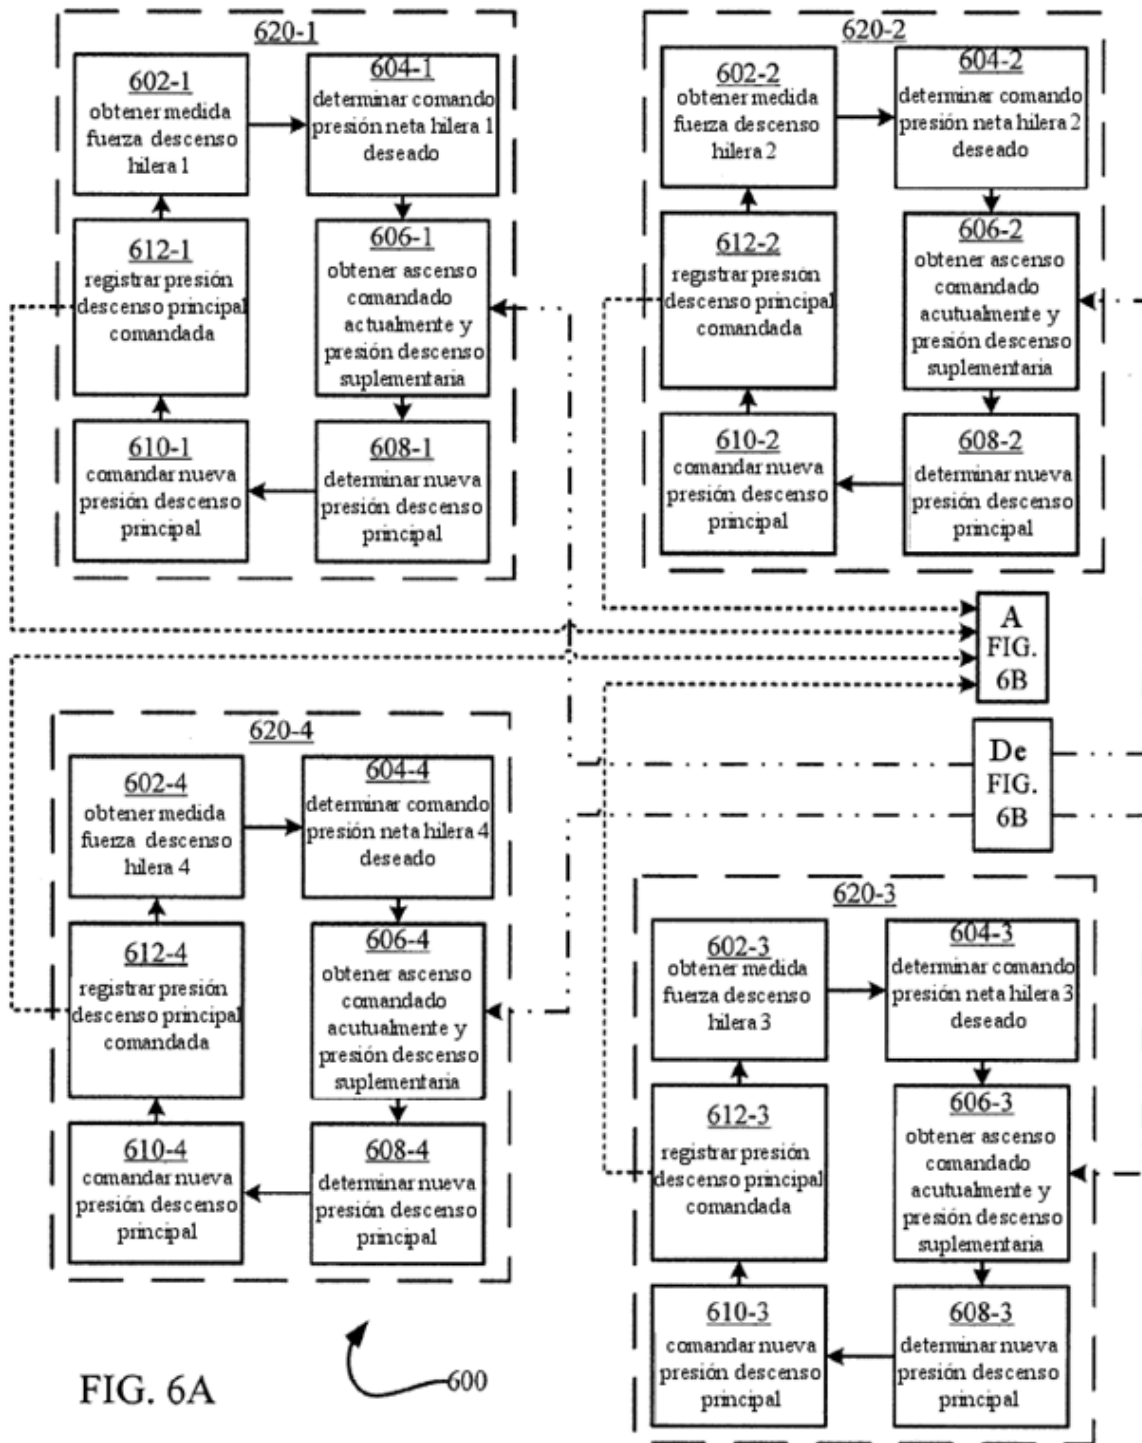 620-1
602-1
obtener medida
fuerza descenso
hilera 1
604-1
determinar comando
presión neta hilera 1
deseado
612-1
registrar presión
descenso principal
comandada
606-1
obtener ascenso
comandado
actualmente y
presión descenso
suplementaria
610-1
comandar nueva
presión descenso
principal
608-1
determinar nueva
presión descenso
principal
620-2
602-2
obtener medida
fuerza descenso
hilera 2
604-2
determinar comando
presión neta hilera 2
deseado
612-2
registrar presión
descenso principal
comandada
606-2
obtener ascenso
comandado
acutualmente y
presión descenso
suplementaria
610-2
comandar nueva
presión descenso
principal
608-2
determinar nueva
presión descenso
principal
A
FIG.
6B
De
FIG.
6B
620-4
602-4
obtener medida
fuerza descenso
hilera 4
604-4
determinar comando
presión neta hilera 4
deseado
612-4
registrar presión
descenso principal
comandada
606-4
obtener ascenso
comandado
acutualmente y
presión descenso
suplementaria
610-4
comandar nueva
presión descenso
principal
608-4
determinar nueva
presión descenso
principal
620-3
602-3
obtener medida
fuerza descenso
hilera 3
604-3
determinar comando
presión neta hilera 3
deseado
612-3
registrar presión
descenso principal
comandada
606-3
obtener ascenso
comandado
acutualmente y
presión descenso
suplementaria
610-3
comandar nueva
presión descenso
principal
608-3
determinar nueva
presión descenso
principal
FIG. 6A
600